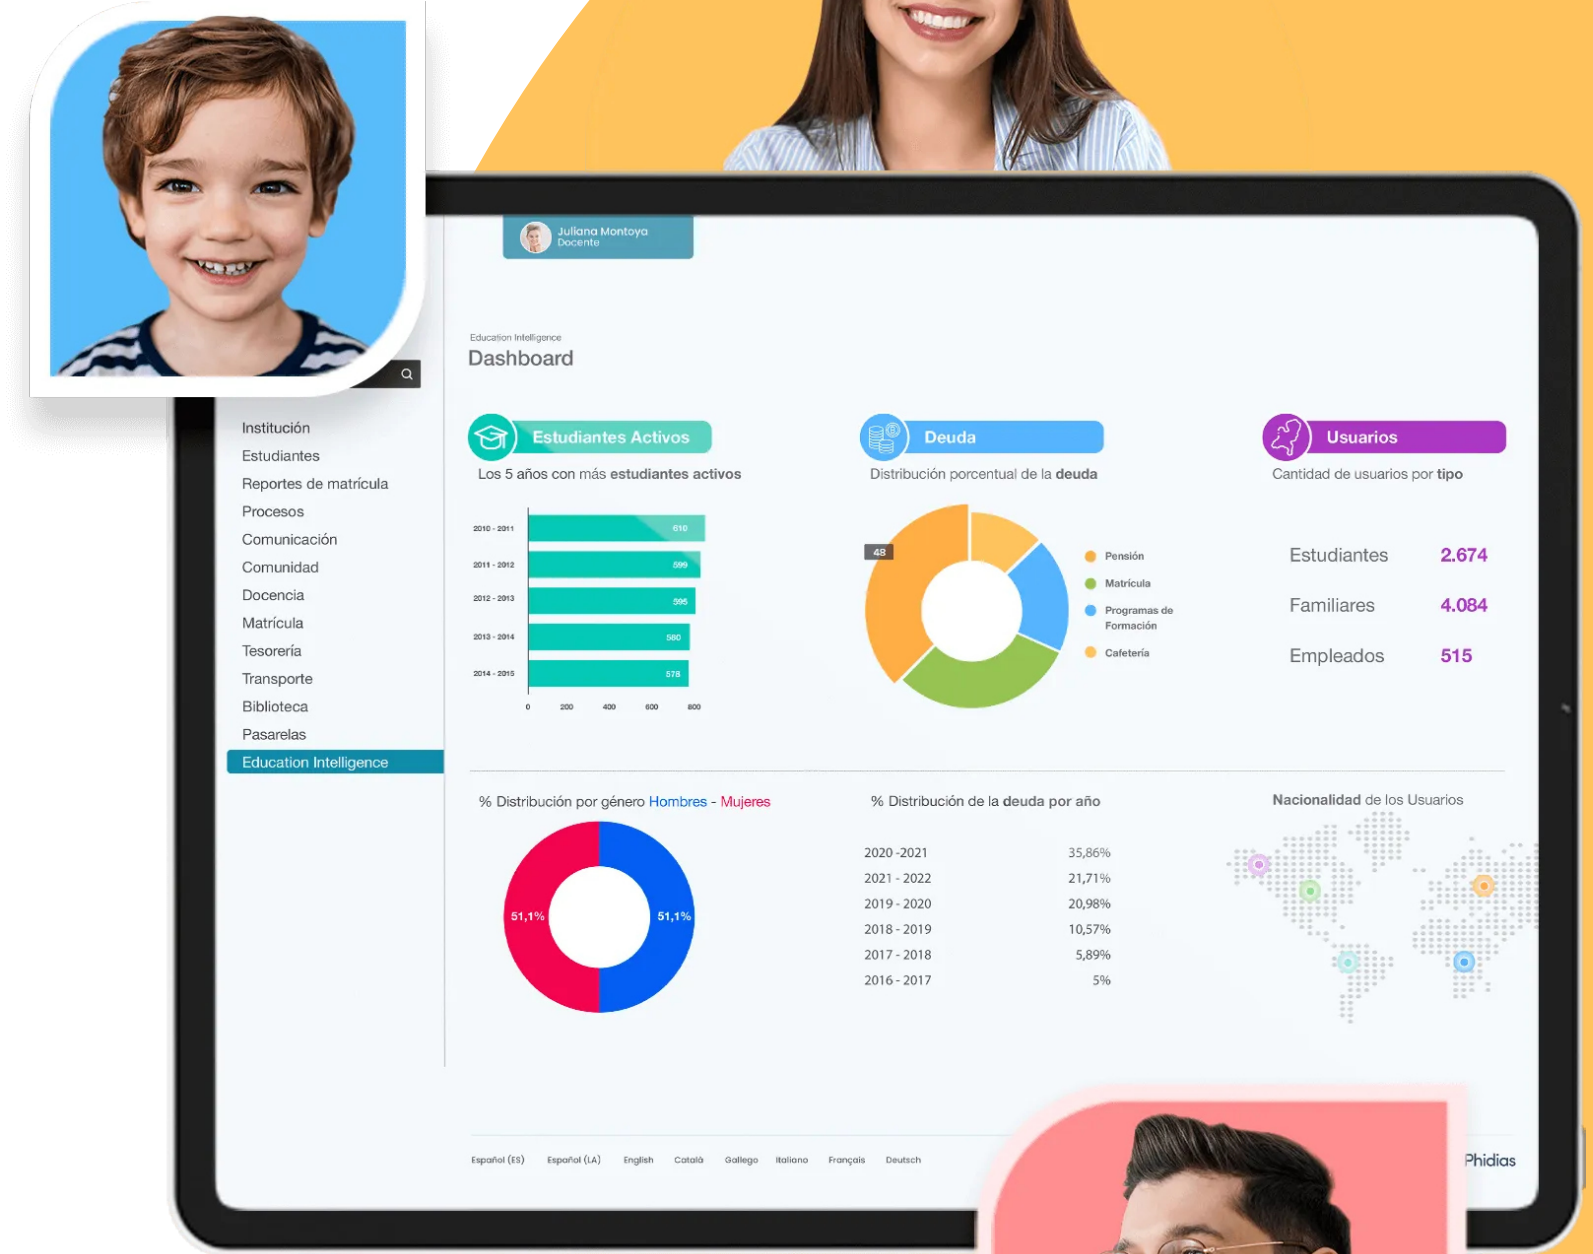 Juliana Montoya
Docente
Education Intelligence
Dashboard
Institución
Estudiantes
Reportes de matrícula
Procesos
Comunicación
Comunidad
Docencia
Matrícula
Tesorería
Transporte
Biblioteca
Pasarelas
Education Intelligence
Estudiantes Activos
Los 5 años con más estudiantes activos
2010 - 2011 610
2011 - 2012 599
2012 - 2013 595
2013 - 2014 580
2014 - 2015 578
0 200 400 600 800
Deuda
Distribución porcentual de la deuda
48
Pensión
Matrícula
Programas de
Formación
Cafetería
Usuarios
Cantidad de usuarios por tipo
Estudiantes 2.674
Familiares 4.084
Empleados 515
% Distribución por género Hombres - Mujeres
51,1% 51,1%
% Distribución de la deuda por año
2020 -2021 35,86%
2021 - 2022 21,71%
2019 - 2020 20,98%
2018 - 2019 10,57%
2017 - 2018 5,89%
2016 - 2017 5%
Nacionalidad de los Usuarios
Español (ES) Español (LA) English Català Gallego Italiano Français Deutsch
Phidias